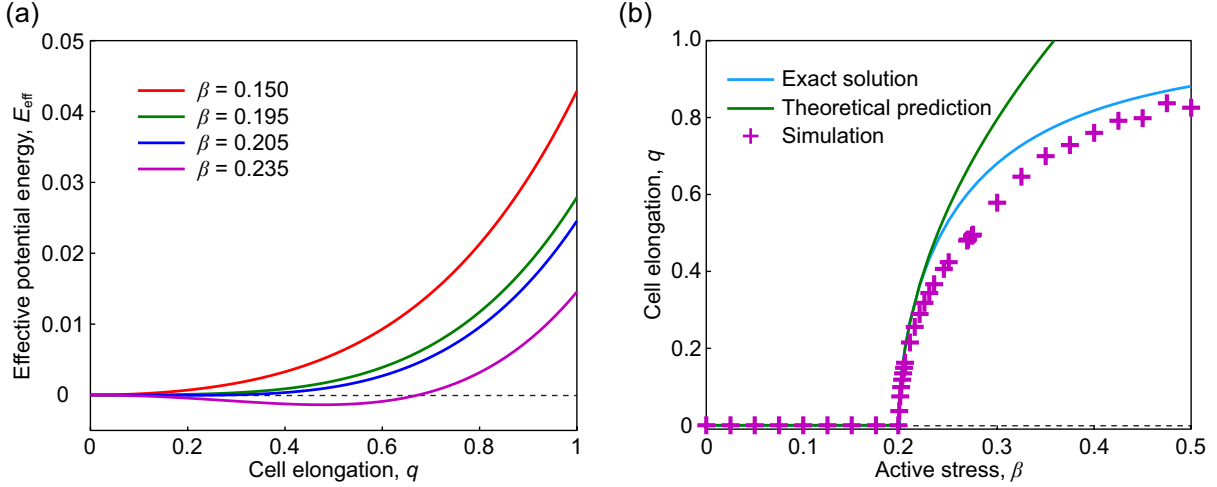 (a)
0.05
0.04
0.03
0.02
0.01
0
Effective potential energy, E_eff
β = 0.150
β = 0.195
β = 0.205
β = 0.235
0 0.2 0.4 0.6 0.8 1
Cell elongation, q
(b)
1.0
0.8
0.6
0.4
0.2
0
Cell elongation, q
Exact solution
Theoretical prediction
Simulation
0 0.1 0.2 0.3 0.4 0.5
Active stress, β